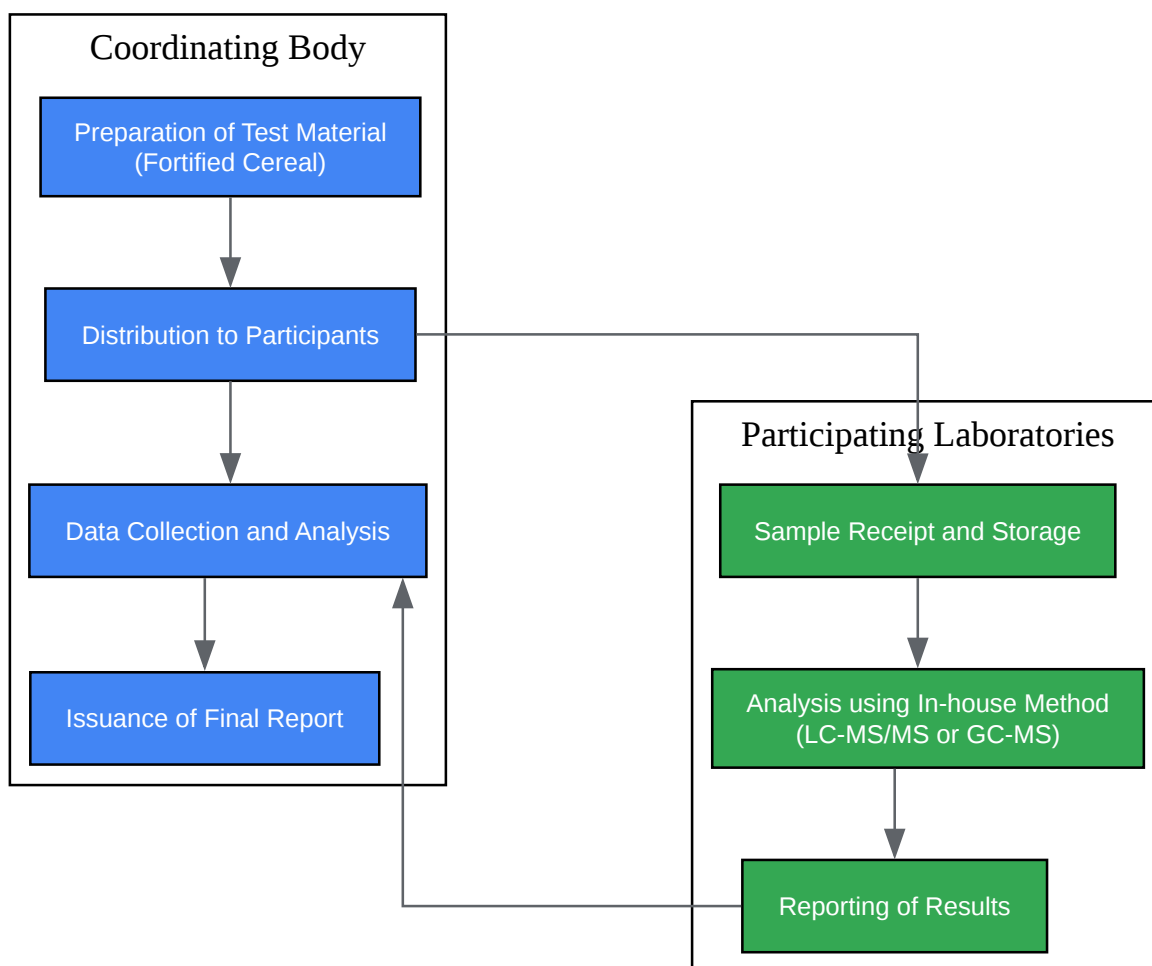 Coordinating Body
Preparation of Test Material
(Fortified Cereal)
Distribution to Participants
Data Collection and Analysis
Issuance of Final Report
Participating Laboratories
Sample Receipt and Storage
Analysis using In-house Method
(LC-MS/MS or GC-MS)
Reporting of Results